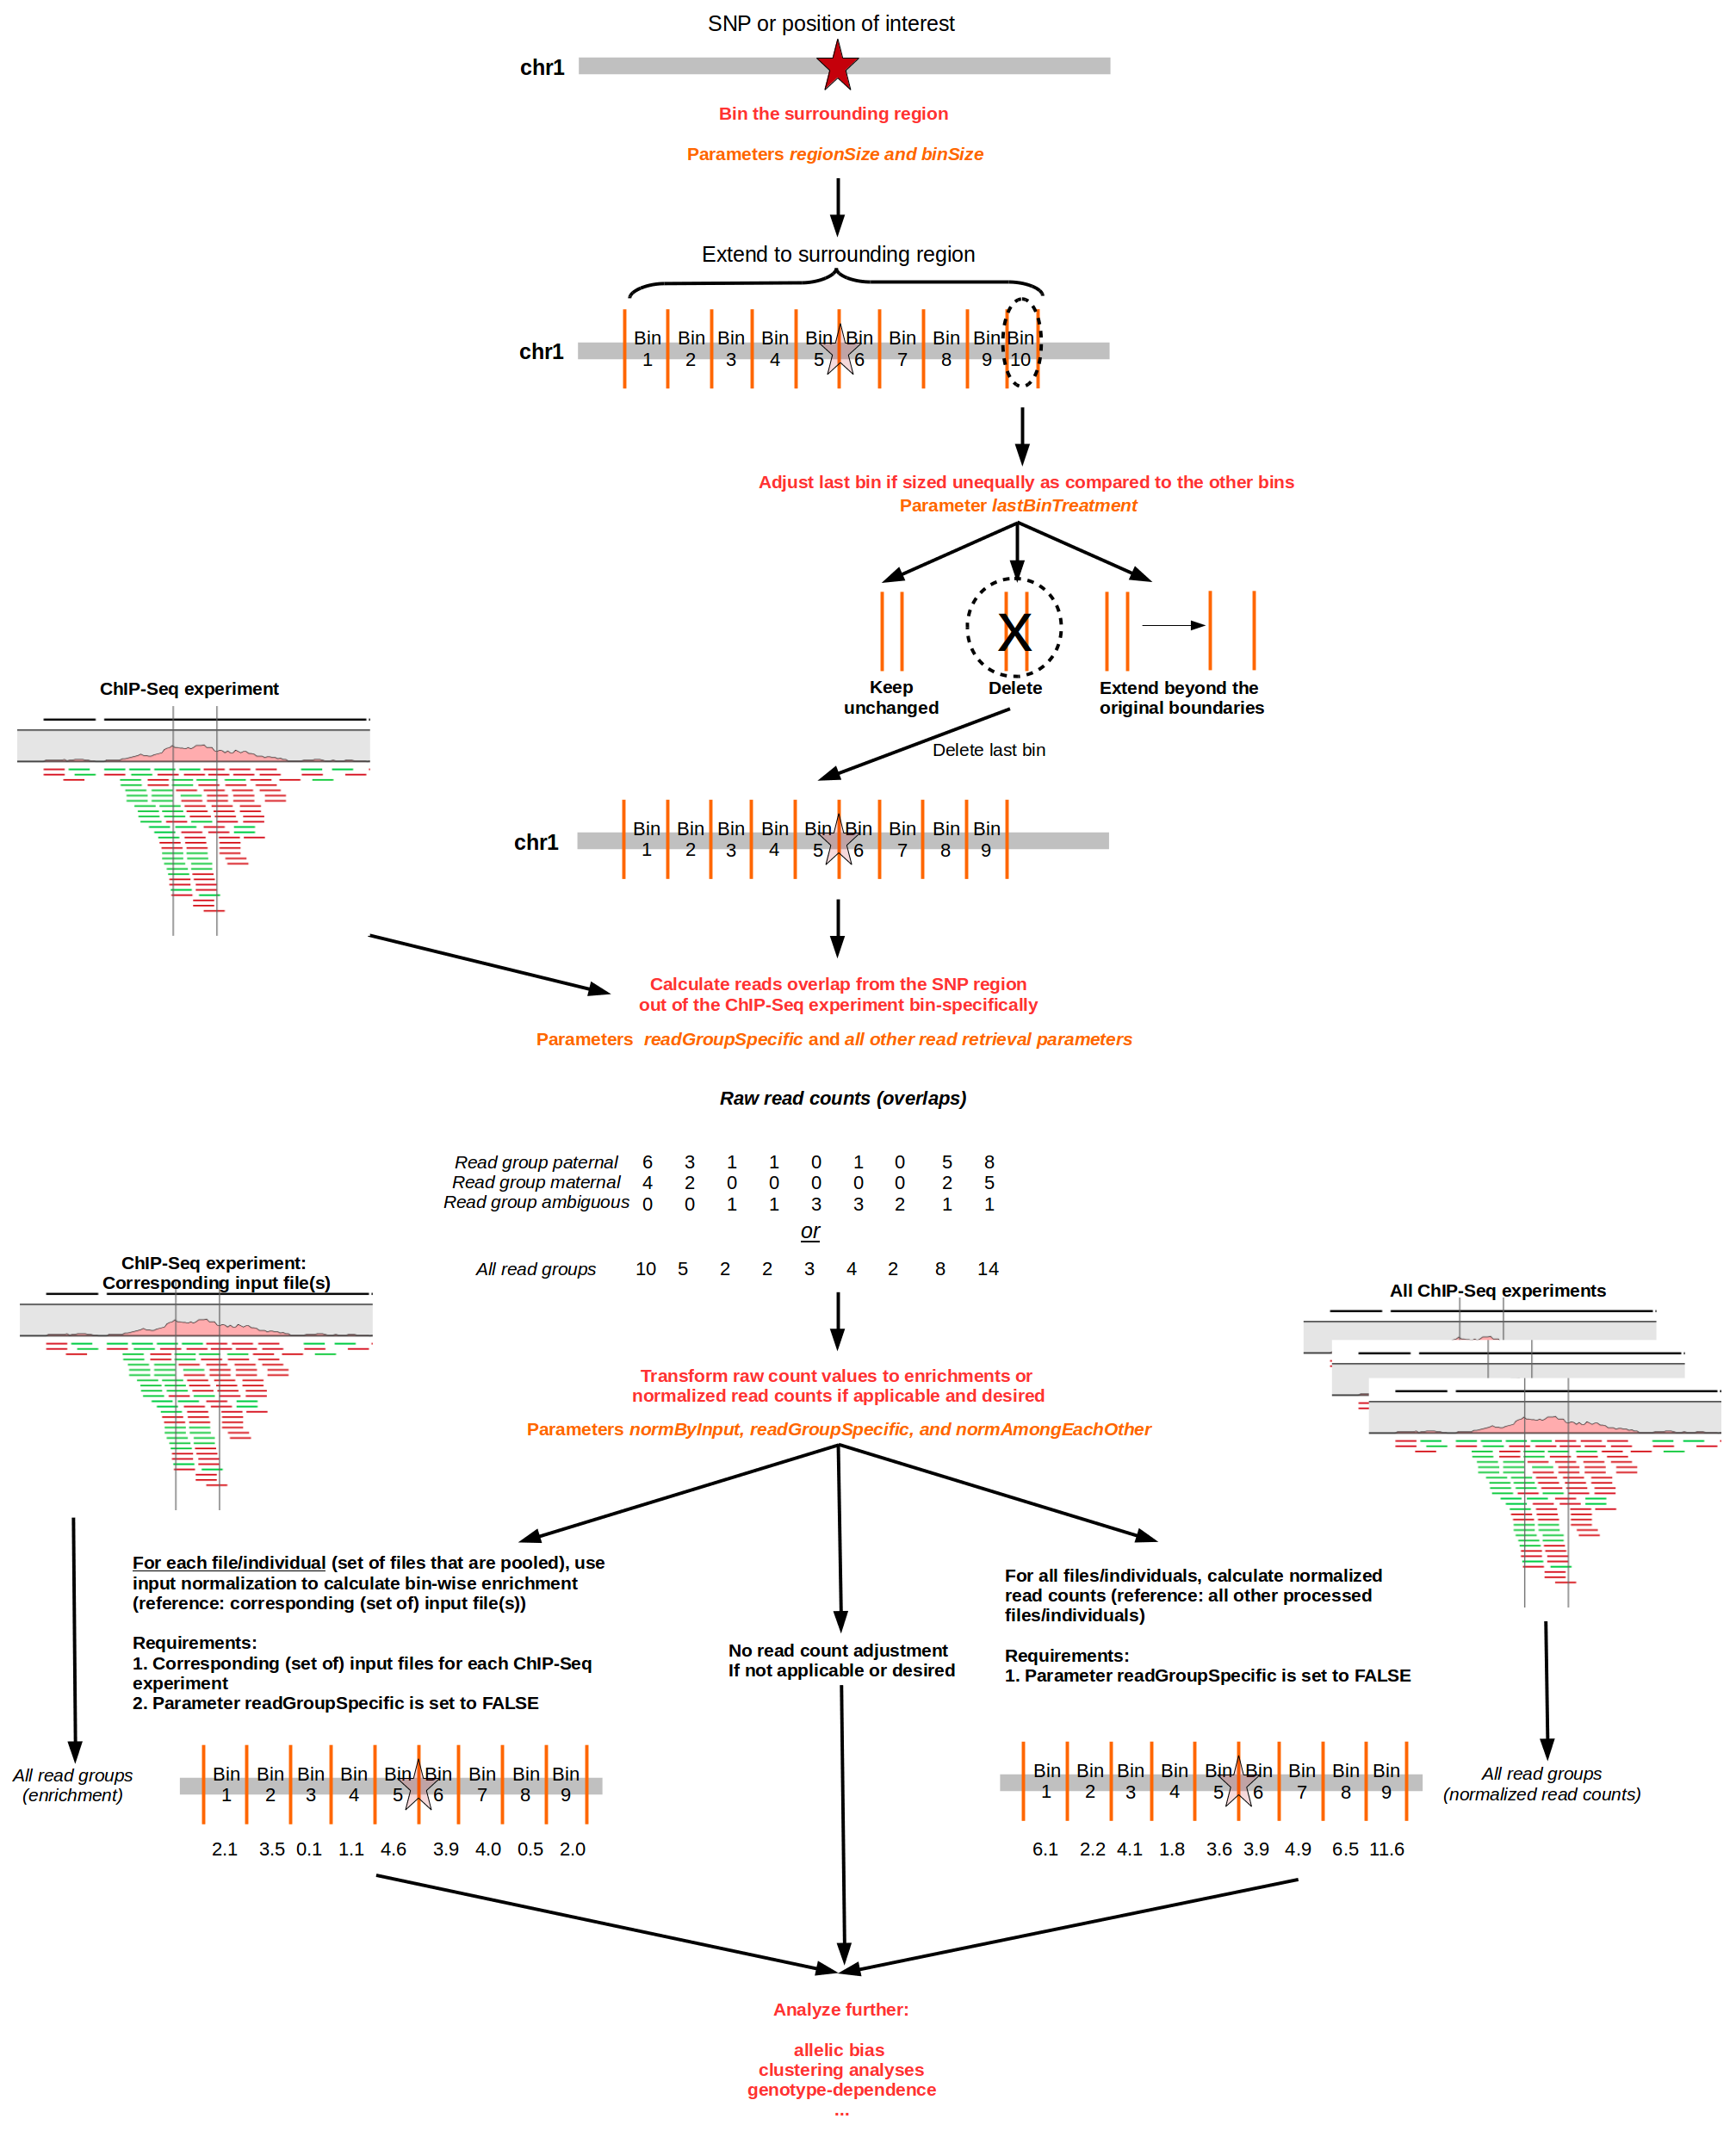 SNP or position of interest
chr1
Bin the surrounding region
Parameters regionSize and binSize
Extend to surrounding region
chr1
Bin Bin Bin Bin Bin Bin Bin Bin Bin Bin
1 2 3 4 5 6 7 8 9 10
Adjust last bin if sized unequally as compared to the other bins
Parameter lastBinTreatment
X
Keep
unchanged
Delete
Extend beyond the
original boundaries
Delete last bin
ChIP-Seq experiment
chr1
Bin Bin Bin Bin Bin Bin Bin Bin Bin
1 2 3 4 5 6 7 8 9
Calculate reads overlap from the SNP region
out of the ChIP-Seq experiment bin-specifically
Parameters readGroupSpecific and all other read retrieval parameters
Raw read counts (overlaps)
Read group paternal 6 3 1 1 0 1 0 5 8
Read group maternal 4 2 0 0 0 0 0 2 5
Read group ambiguous 0 0 1 1 3 3 2 1 1
or
All read groups 10 5 2 2 3 4 2 8 14
ChIP-Seq experiment:
Corresponding input file(s)
All ChIP-Seq experiments
Transform raw count values to enrichments or
normalized read counts if applicable and desired
Parameters normByInput, readGroupSpecific, and normAmongEachOther
For each file/individual (set of files that are pooled), use
input normalization to calculate bin-wise enrichment
(reference: corresponding (set of) input file(s))
Requirements:
1. Corresponding (set of) input files for each ChIP-Seq
experiment
2. Parameter readGroupSpecific is set to FALSE
No read count adjustment
If not applicable or desired
For all files/individuals, calculate normalized
read counts (reference: all other processed
files/individuals)
Requirements:
1. Parameter readGroupSpecific is set to FALSE
All read groups
(enrichment)
Bin Bin Bin Bin Bin Bin Bin Bin Bin
1 2 3 4 5 6 7 8 9
2.1 3.5 0.1 1.1 4.6 3.9 4.0 0.5 2.0
Bin Bin Bin Bin Bin Bin Bin Bin Bin
1 2 3 4 5 6 7 8 9
6.1 2.2 4.1 1.8 3.6 3.9 4.9 6.5 11.6
All read groups
(normalized read counts)
Analyze further:
allelic bias
clustering analyses
genotype-dependence
...